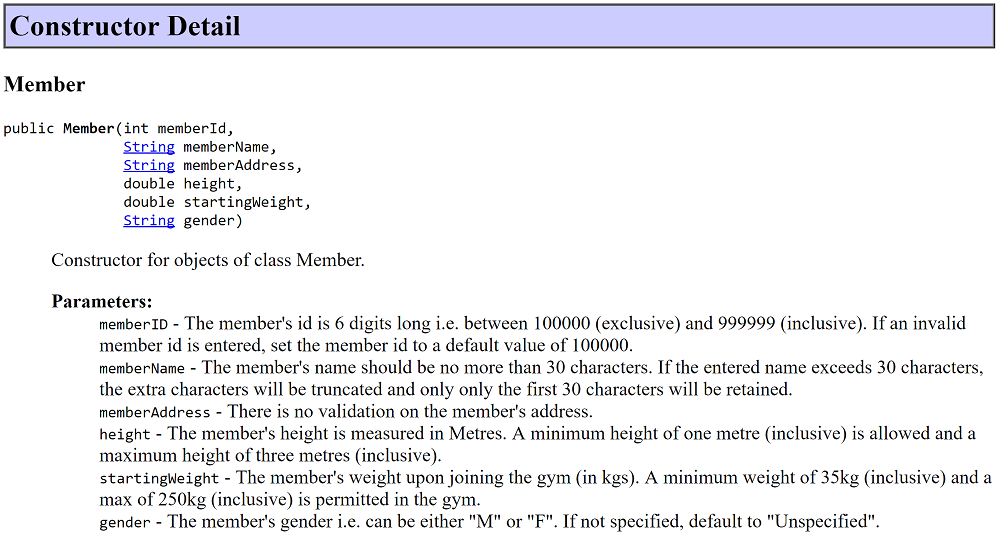 Constructor Detail
Member
public Member(int memberId,
String memberName,
String memberAddress,
double height,
double startingWeight,
String gender)
Constructor for objects of class Member.
Parameters:
memberID - The member's id is 6 digits long i.e. between 100000 (exclusive) and 999999 (inclusive). If an invalid
member id is entered, set the member id to a default value of 100000.
memberName - The member's name should be no more than 30 characters. If the entered name exceeds 30 characters,
the extra characters will be truncated and only only the first 30 characters will be retained.
memberAddress - There is no validation on the member's address.
height - The member's height is measured in Metres. A minimum height of one metre (inclusive) is allowed and a
maximum height of three metres (inclusive).
startingWeight - The member's weight upon joining the gym (in kgs). A minimum weight of 35kg (inclusive) and a
max of 250kg (inclusive) is permitted in the gym.
gender - The member's gender i.e. can be either "M" or "F". If not specified, default to "Unspecified".